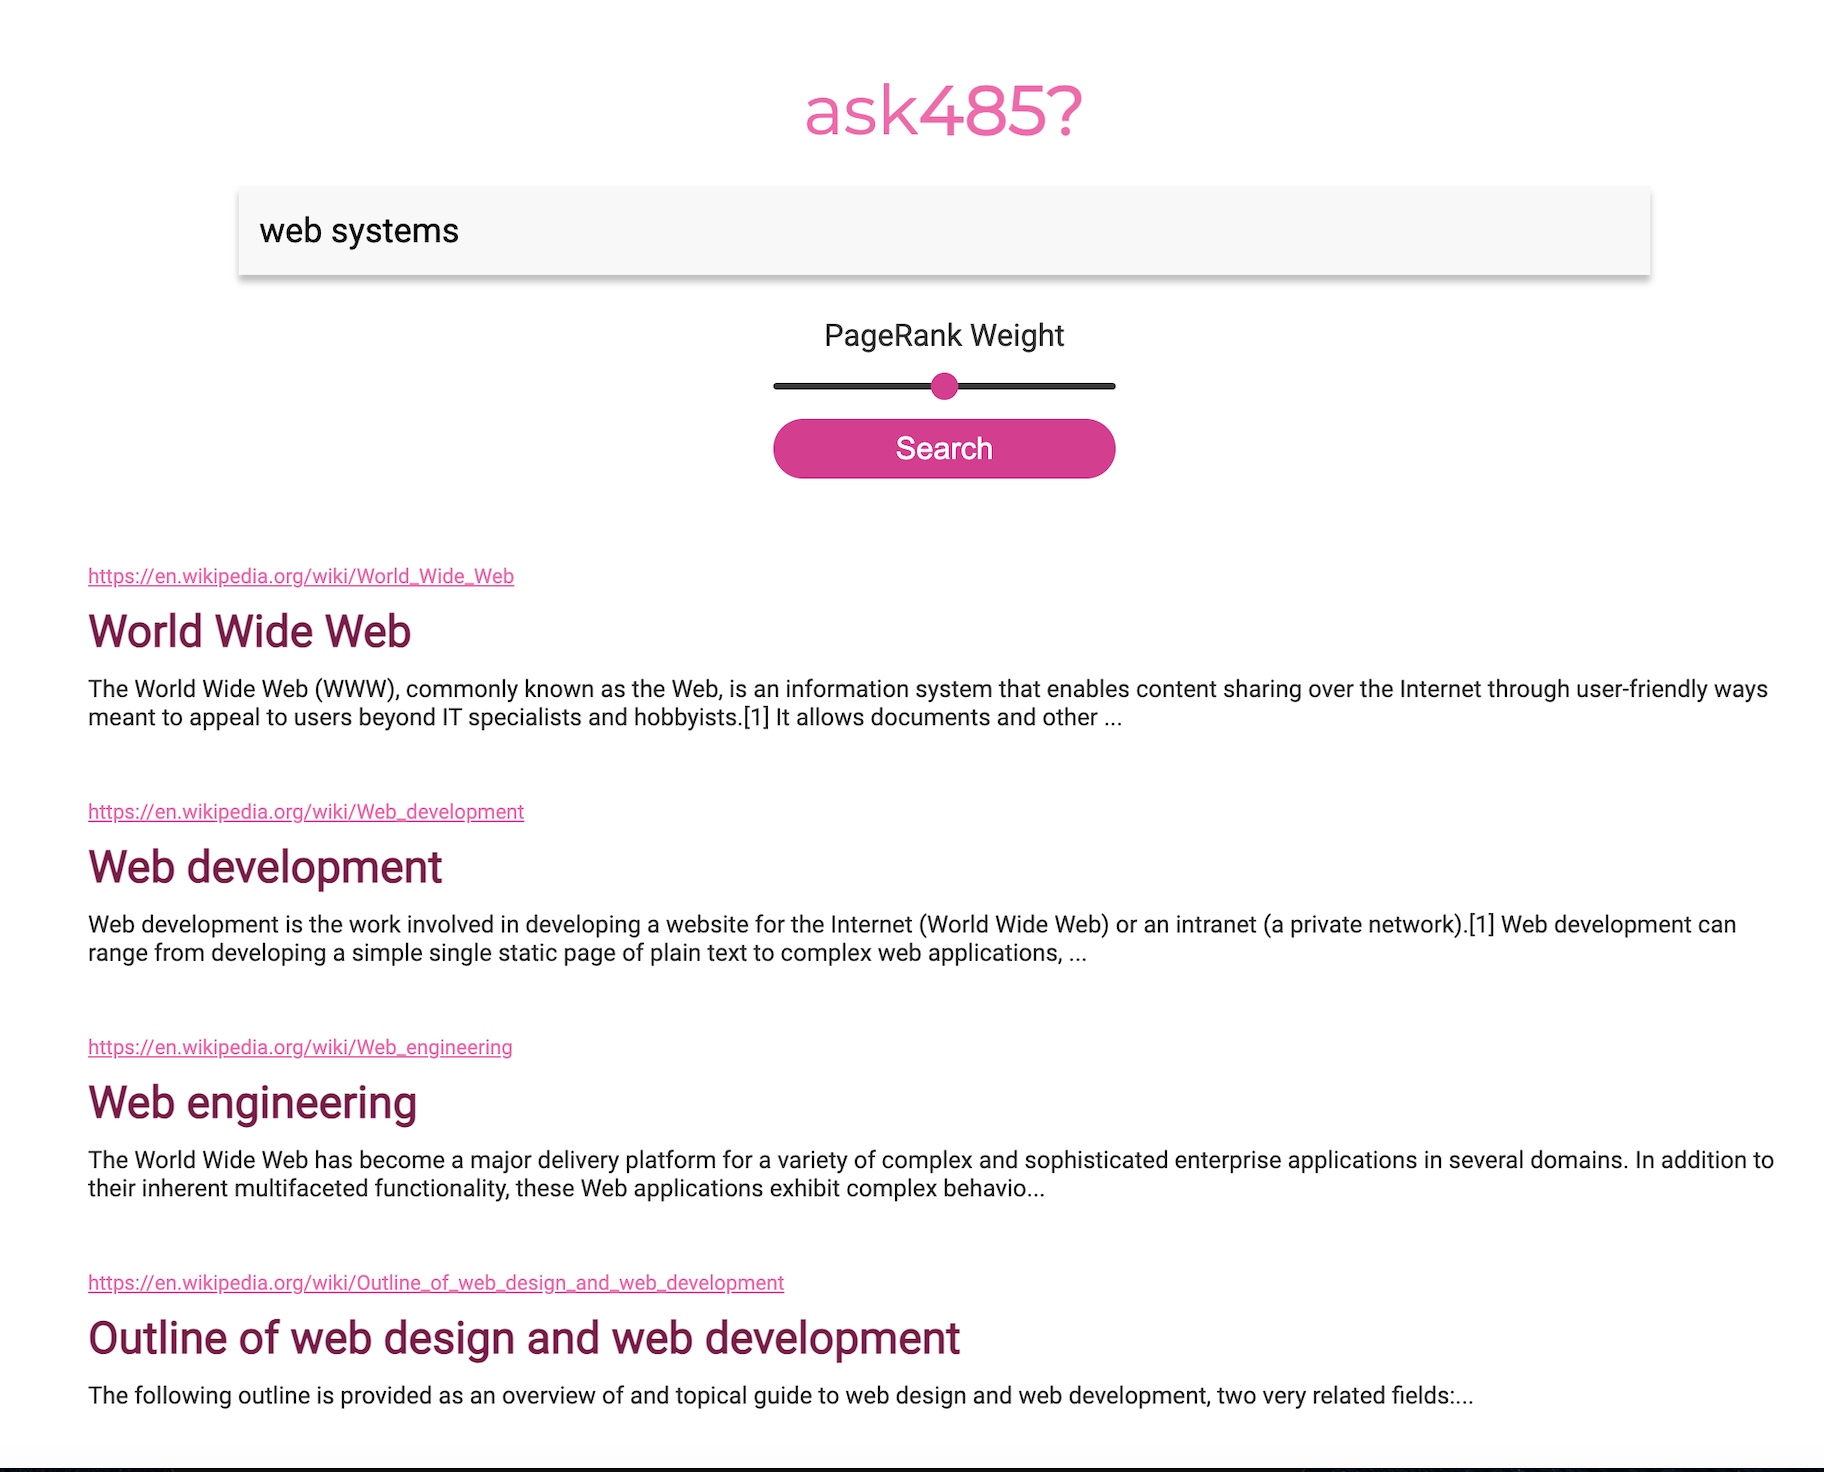 ask485?
web systems
PageRank Weight
Search
https://en.wikipedia.org/wiki/World_Wide_Web
World Wide Web
The World Wide Web (WWW), commonly known as the Web, is an information system that enables content sharing over the Internet through user-friendly ways
meant to appeal to users beyond IT specialists and hobbyists.[1] It allows documents and other ...
https://en.wikipedia.org/wiki/Web_development
Web development
Web development is the work involved in developing a website for the Internet (World Wide Web) or an intranet (a private network).[1] Web development can
range from developing a simple single static page of plain text to complex web applications, ...
https://en.wikipedia.org/wiki/Web_engineering
Web engineering
The World Wide Web has become a major delivery platform for a variety of complex and sophisticated enterprise applications in several domains. In addition to
their inherent multifaceted functionality, these Web applications exhibit complex behavio...
https://en.wikipedia.org/wiki/Outline_of_web_design_and_web_development
Outline of web design and web development
The following outline is provided as an overview of and topical guide to web design and web development, two very related fields:...